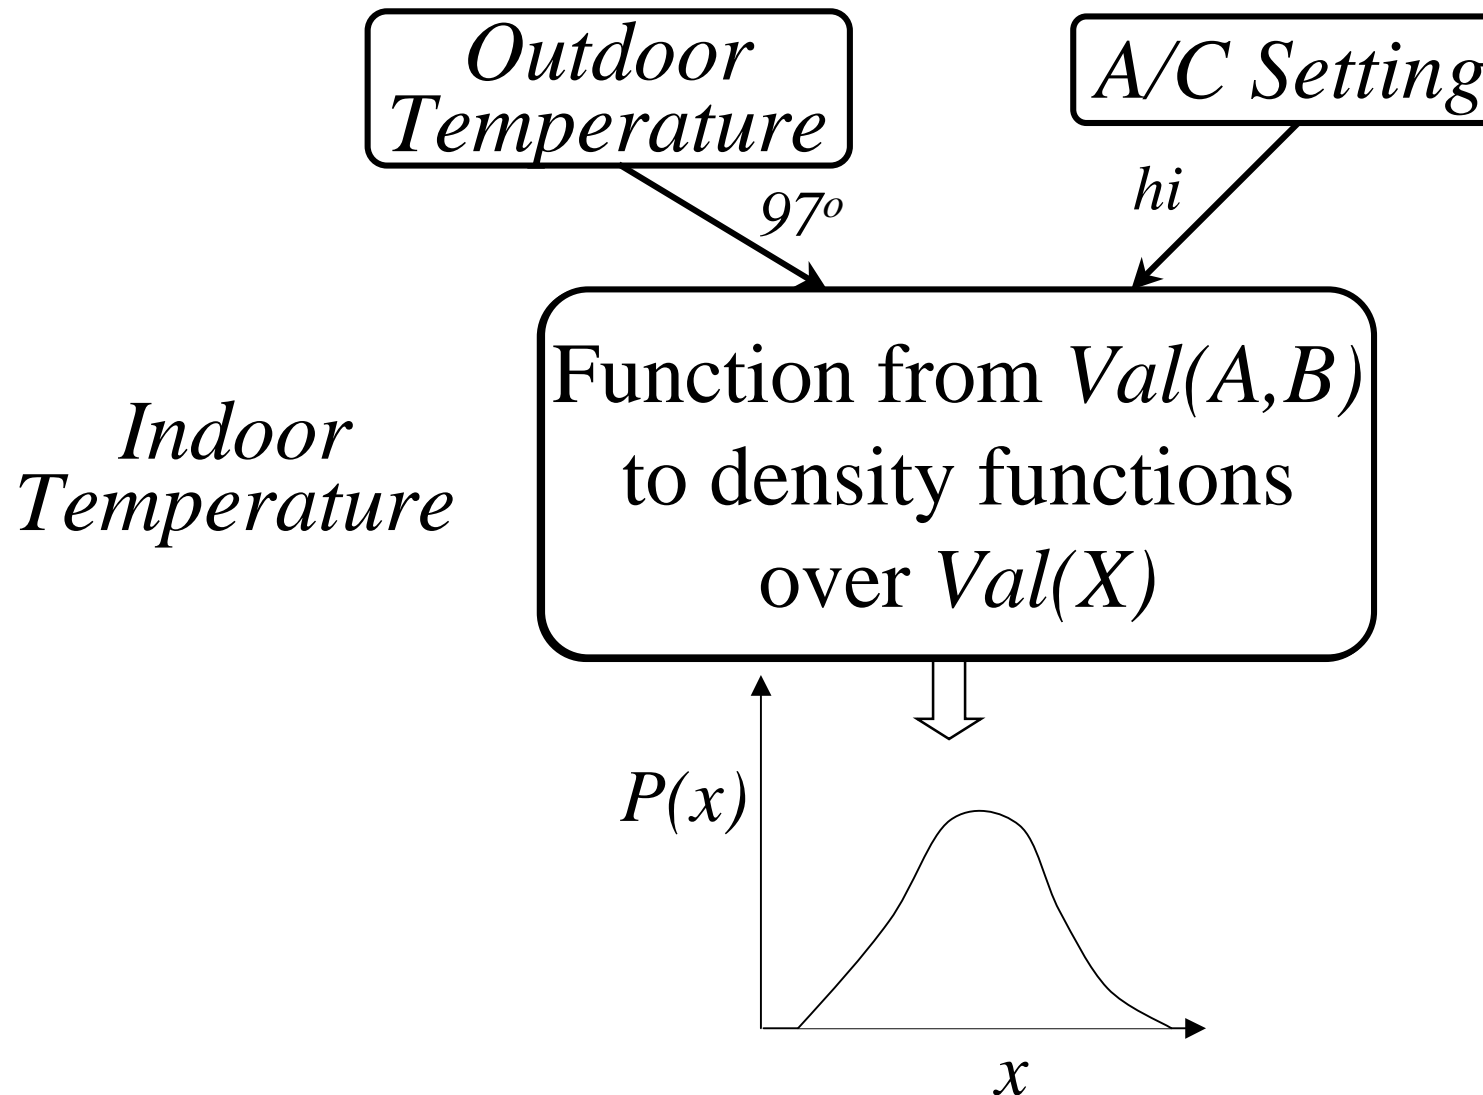 Outdoor
Temperature
A/C Setting
97º
hi
Function from Val(A,B)
to density functions
over Val(X)
Indoor
Temperature
P(x)
x